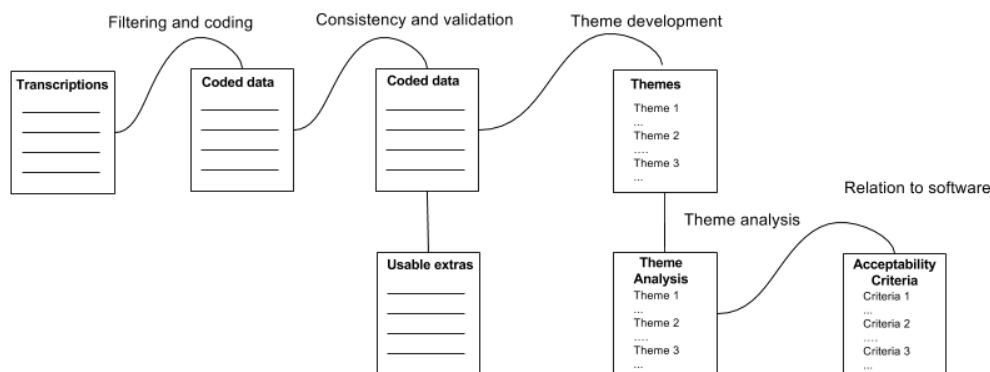 Filtering and coding
Consistency and validation
Theme development
Transcriptions
Coded data
Coded data
Themes
Theme 1
...
Theme 2
....
Theme 3
...
Relation to software
Theme analysis
Usable extras
Theme
Analysis
Theme 1
...
Theme 2
....
Theme 3
...
Acceptability
Criteria
Criteria 1
...
Criteria 2
....
Criteria 3
...